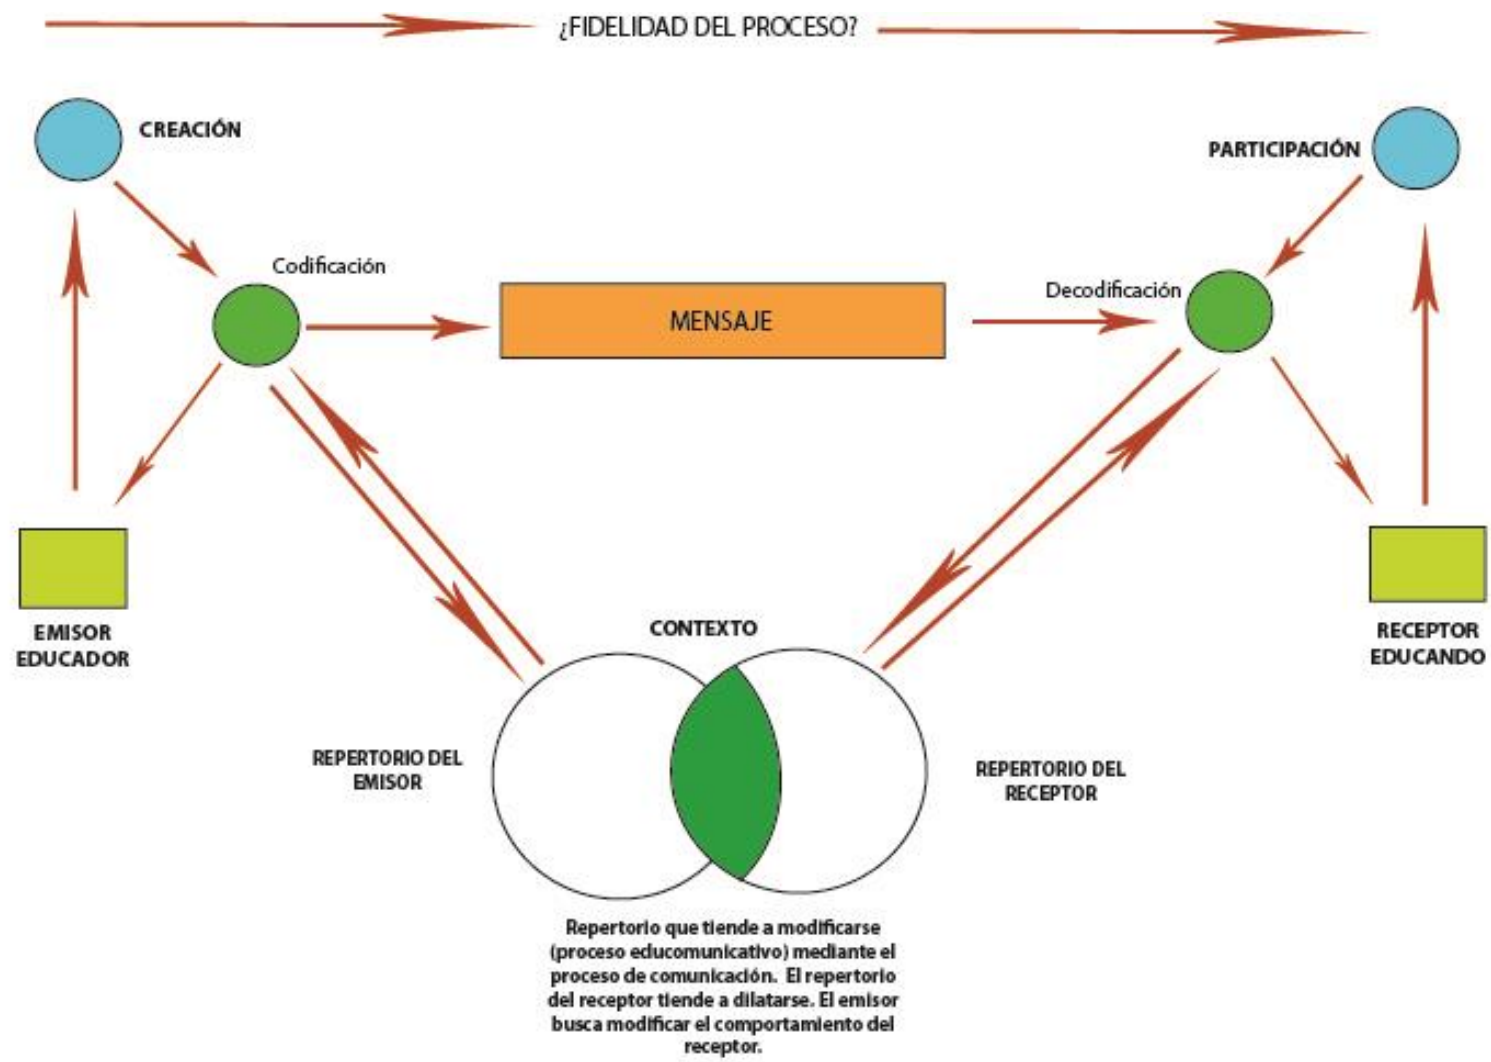 ¿FIDELIDAD DEL PROCESO?
CREACIÓN
PARTICIPACIÓN
Codificación
MENSAJE
Decodificación
EMISOR
EDUCADOR
CONTEXTO
RECEPTOR
EDUCANDO
REPERTORIO DEL
EMISOR
REPERTORIO DEL
RECEPTOR
Repertorio que tiende a modificarse
(proceso educomunicativo) mediante el
proceso de comunicación. El repertorio
del receptor tiende a dilatarse. El emisor
busca modificar el comportamiento del
receptor.